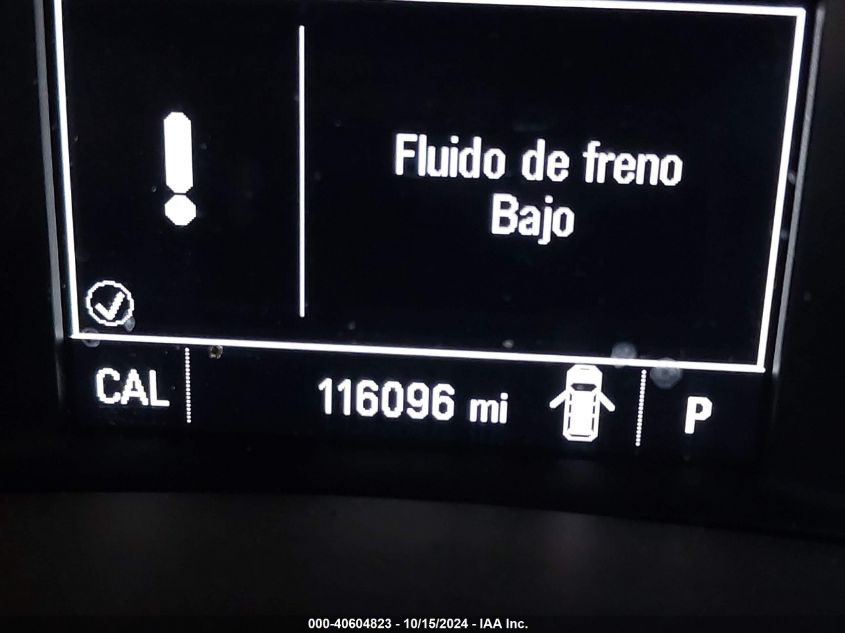 Fluido de freno
Bajo
CAL
116096 mi
P
000-40604823 - 10/15/2024 - IAA Inc.